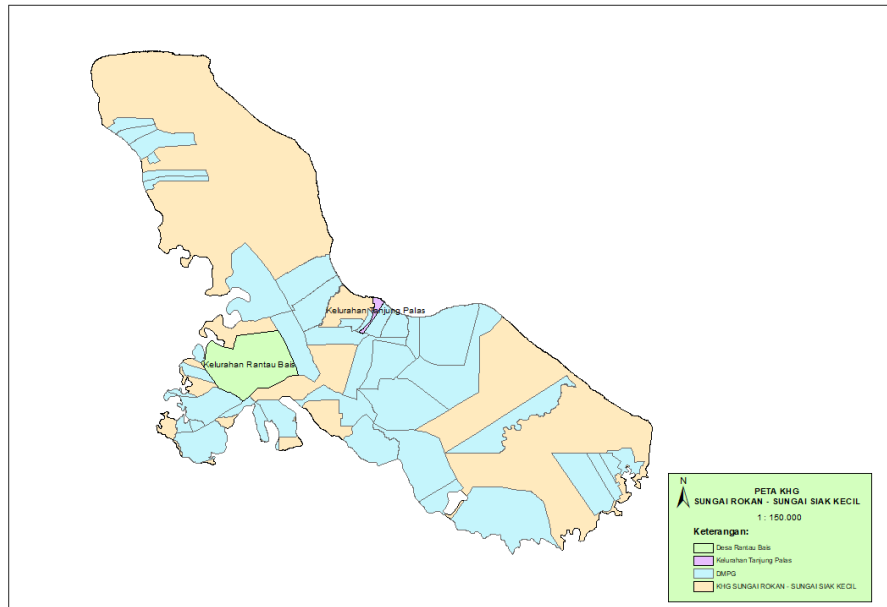 Kelurahan Tanjung Palas
Kelurahan Rantau Bais
N
PETA KHG
SUNGAI ROKAN - SUNGAI SIAK KECIL
1 : 150.000
Keterangan:
Desa Rantau Bais
Kelurahan Tanjung Palas
DMPG
KHG SUNGAI ROKAN - SUNGAI SIAK KECIL